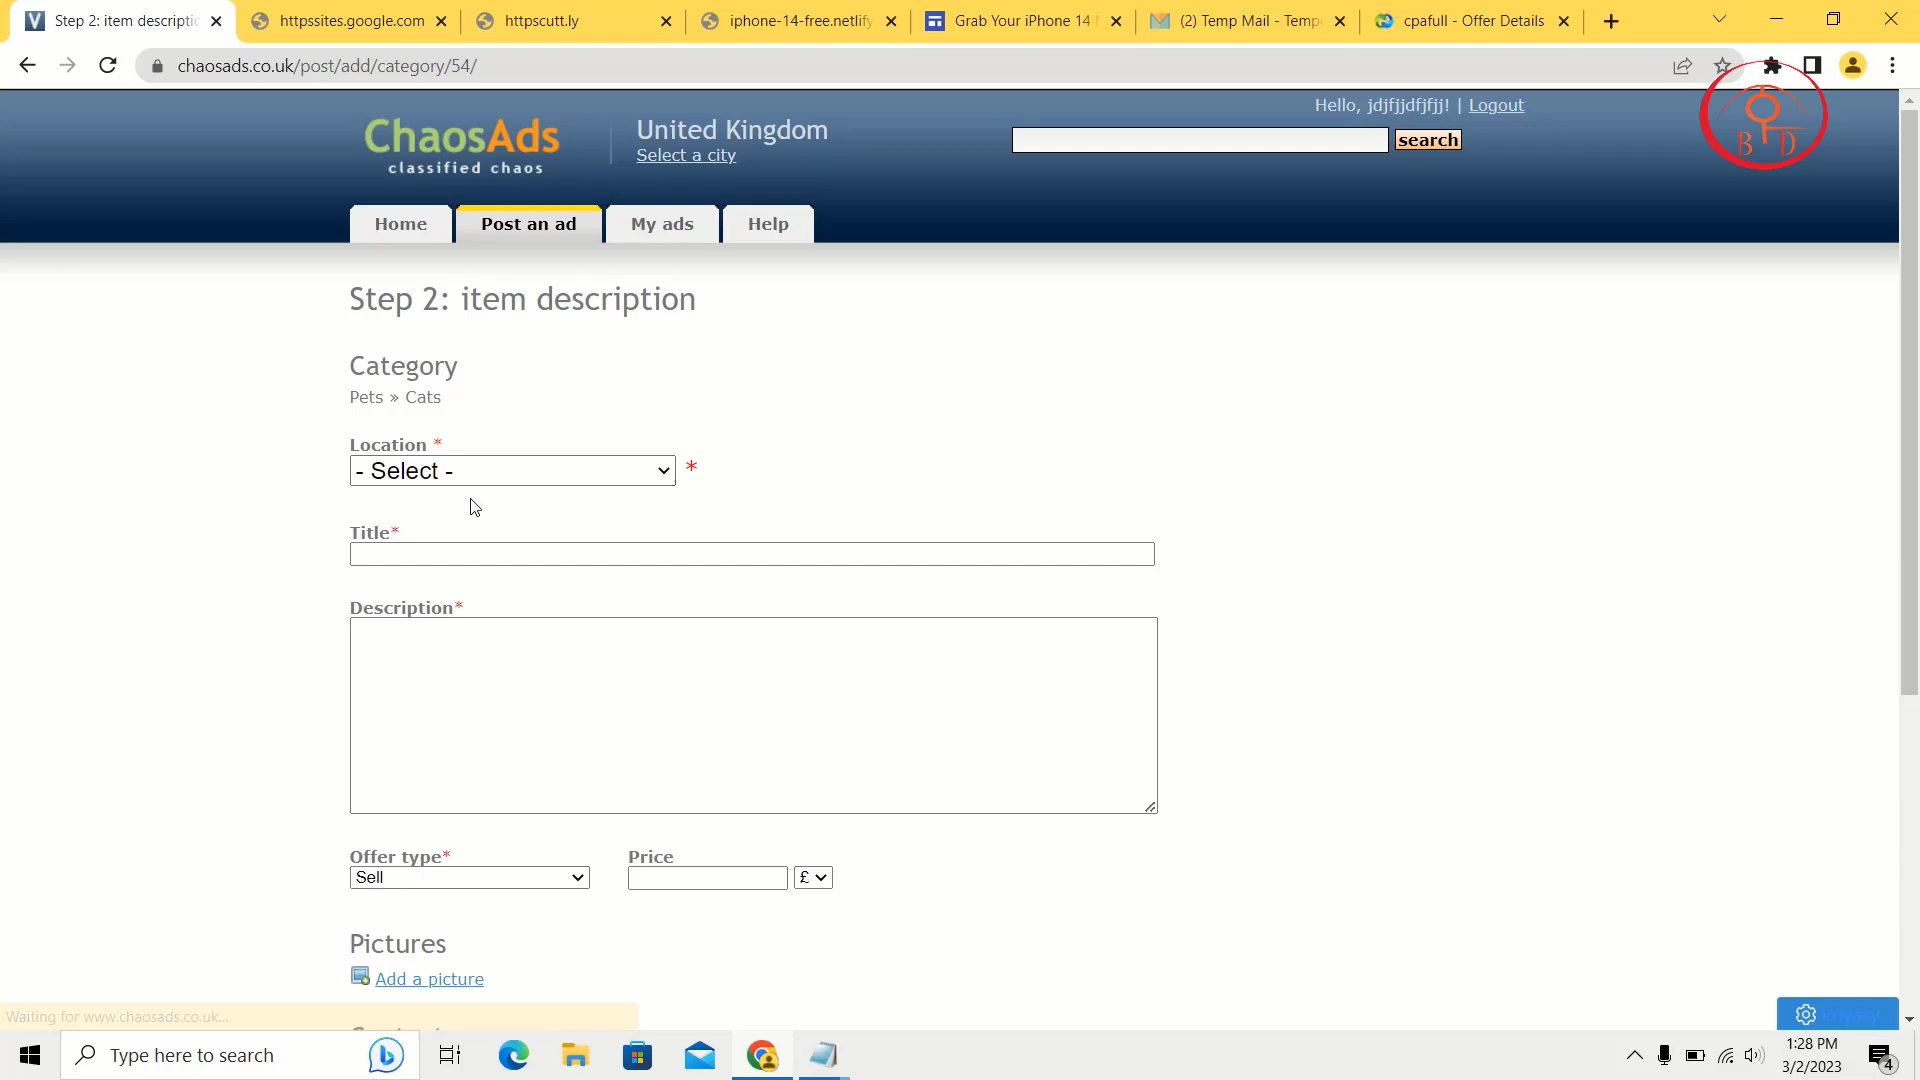 Step 2: item descriptic
httpssites.google.com
httpscutt.ly
iphone-14-free.netlify
Grab Your iPhone 14
(2) Temp Mail - Tempo
cpafull - Offer Details
chaosads.co.uk/post/add/category/54/
Hello, jdjfjjdfjfjj! | Logout
ChaosAds
classified chaos
United Kingdom
Select a city
search
B D
Home
Post an ad
My ads
Help
Step 2: item description
Category
Pets » Cats
Location *
- Select - *
Title*
Description*
Offer type*
Price
Sell
£
Pictures
Add a picture
Waiting for www.chaosads.co.uk...
Type here to search
1:28 PM
3/2/2023
4